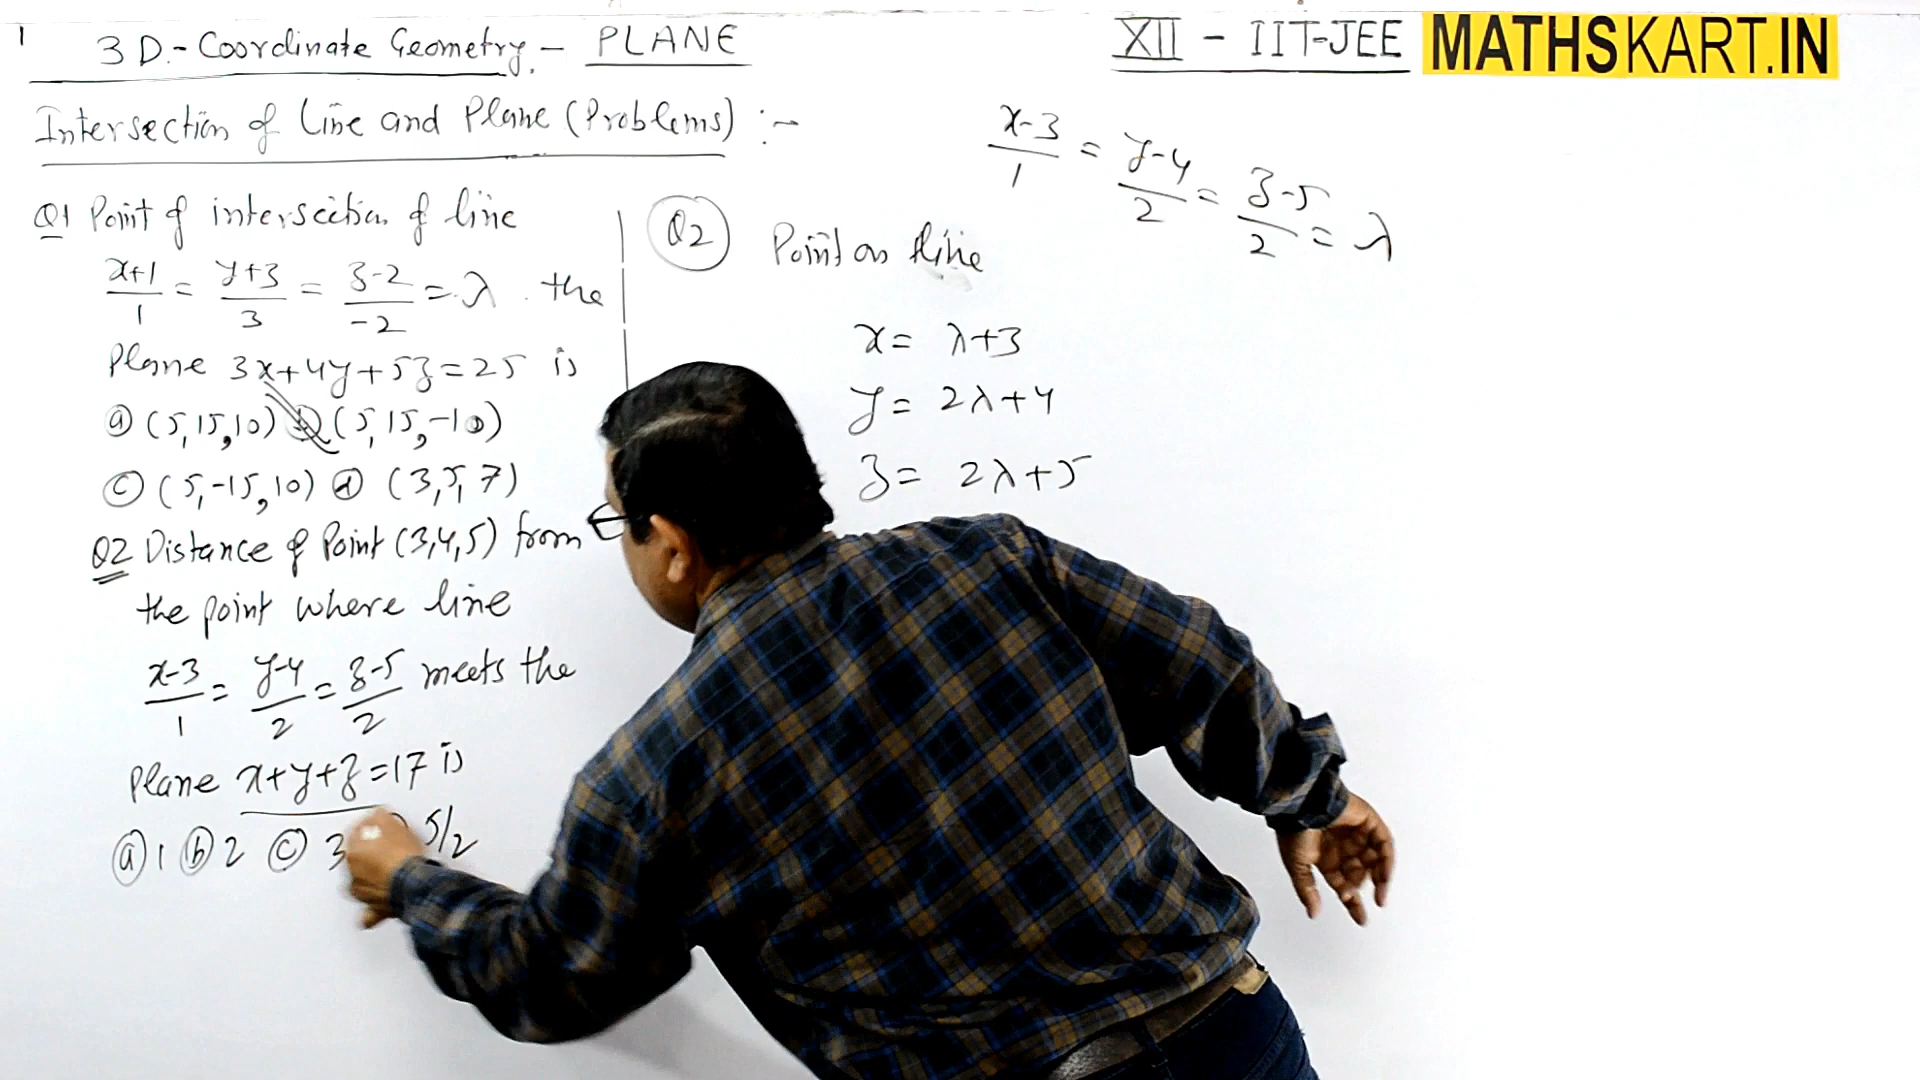 1
3D.-Coordinate Geometry.- PLANE
XII - IIT-JEE MATHSKART.IN
Intersection of Line and Plane (Problems) :-
Q1 Point of intersection of line
x+1/1 = y+3/3 = z-2/-2 = λ . the
Plane 3x+4y+5z=25 is
(a) (5,15,10) (b) (5,15,-10)
(c) (5,-15,10) (d) (3,5,7)
Q2 Distance of Point (3,4,5) from
the point where line
x-3/1 = y-4/2 = z-5/2 meets the
Plane x+y+z=17 is
(a) 1 (b) 2 (c) 3 5/2
x-3/1 = y-4/2 = z-5/2 = λ
Q2 Point on line
x= λ+3
y= 2λ+4
z= 2λ+5